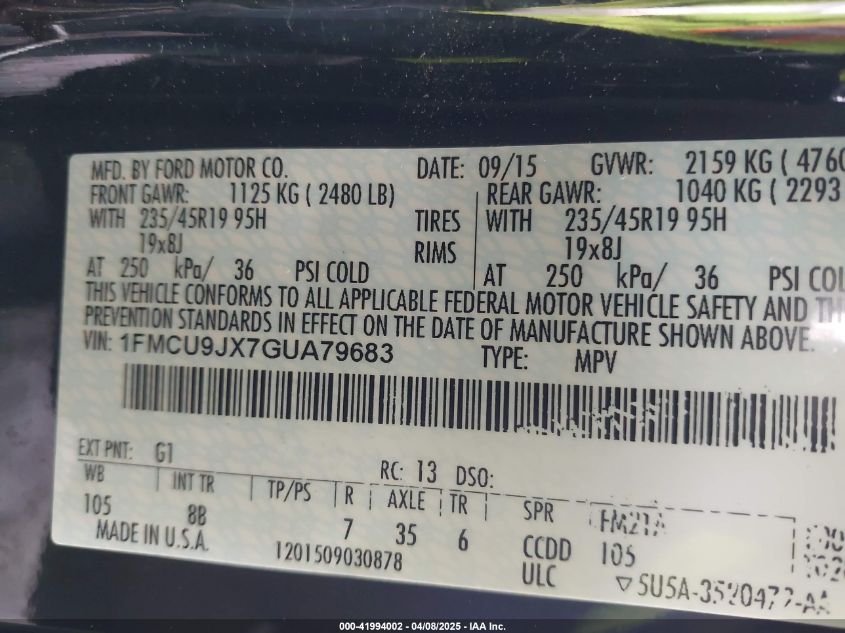 MFD. BY FORD MOTOR CO. DATE: 09/15 GVWR: 2159 KG ( 4760
FRONT GAWR: 1125 KG ( 2480 LB) REAR GAWR: 1040 KG ( 2293
WITH 235/45R19 95H TIRES WITH 235/45R19 95H
19x8J RIMS 19x8J
AT 250 kPa/ 36 PSI COLD AT 250 kPa/ 36 PSI COL
THIS VEHICLE CONFORMS TO ALL APPLICABLE FEDERAL MOTOR VEHICLE SAFETY AND TH
PREVENTION STANDARDS IN EFFECT ON THE DATE OF MANUFACTURE SHOWN ABOVE.
VIN: 1FMCU9JX7GUA79683 TYPE: MPV
EXT PNT: G1 RC: 13 DSO:
WB INT TR TP/PS R AXLE TR SPR FM21A
105 8B 7 35 6 CCDD 105
MADE IN U.S.A. 1201509030878 ULC
▽5U5A-3520472-AA
000-41994002 - 04/08/2025 - IAA Inc.